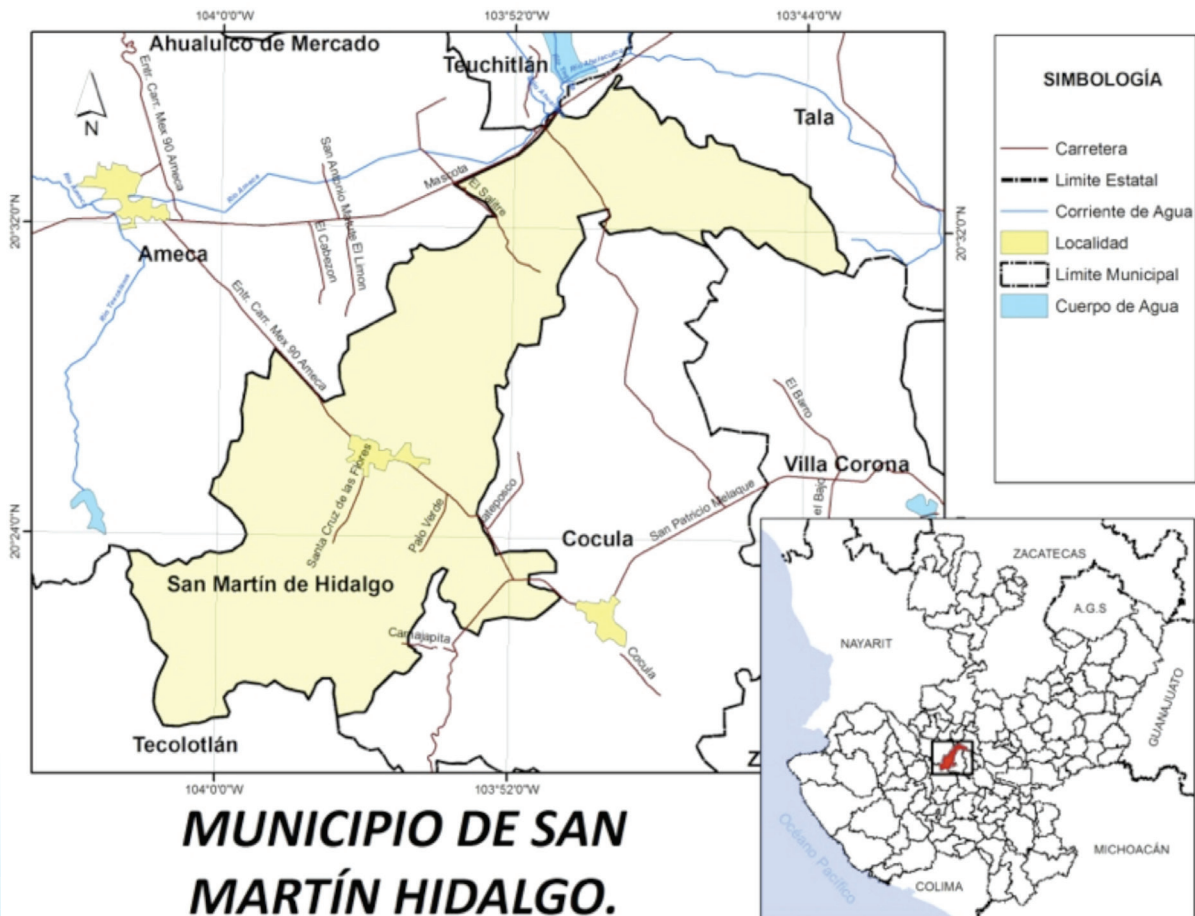 104°0'0"W
103°52'0"W
103°44'0"W
Ahualulco de Mercado
Teuchitlán
Tala
N
Entr. Carr. Mex 90 Ameca
San Antonio Matute El Limon
Mascota
El Salitre
Rio Ameca
20°32'0"N
20°32'0"N
Ameca
El Cabezon
Entr. Carr. Mex 90 Ameca
El Barro
Villa Corona
Santa Cruz de las Flores
Palo Verde
San Patricio Melaque
el Bajo
20°24'0"N
Cocula
San Martín de Hidalgo
Camajapita
Cocula
Tecolotlán
Z
104°0'0"W
103°52'0"W
SIMBOLOGÍA
Carretera
Limite Estatal
Corriente de Agua
Localidad
Límite Municipal
Cuerpo de Agua
ZACATECAS
A.G.S
NAYARIT
GUANAJUATO
Océano Pacífico
MICHOACÁN
COLIMA
MUNICIPIO DE SAN
MARTÍN HIDALGO.